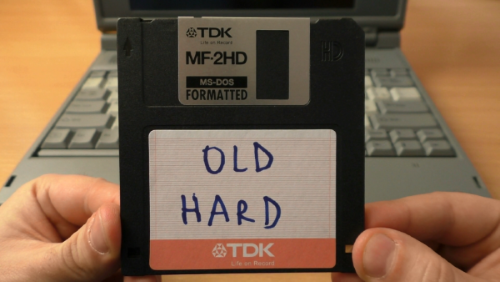 TDK
Life on Record
MF-2HD
MS-DOS
FORMATTED
HD
OLD
HARD
TDK
Life on Record